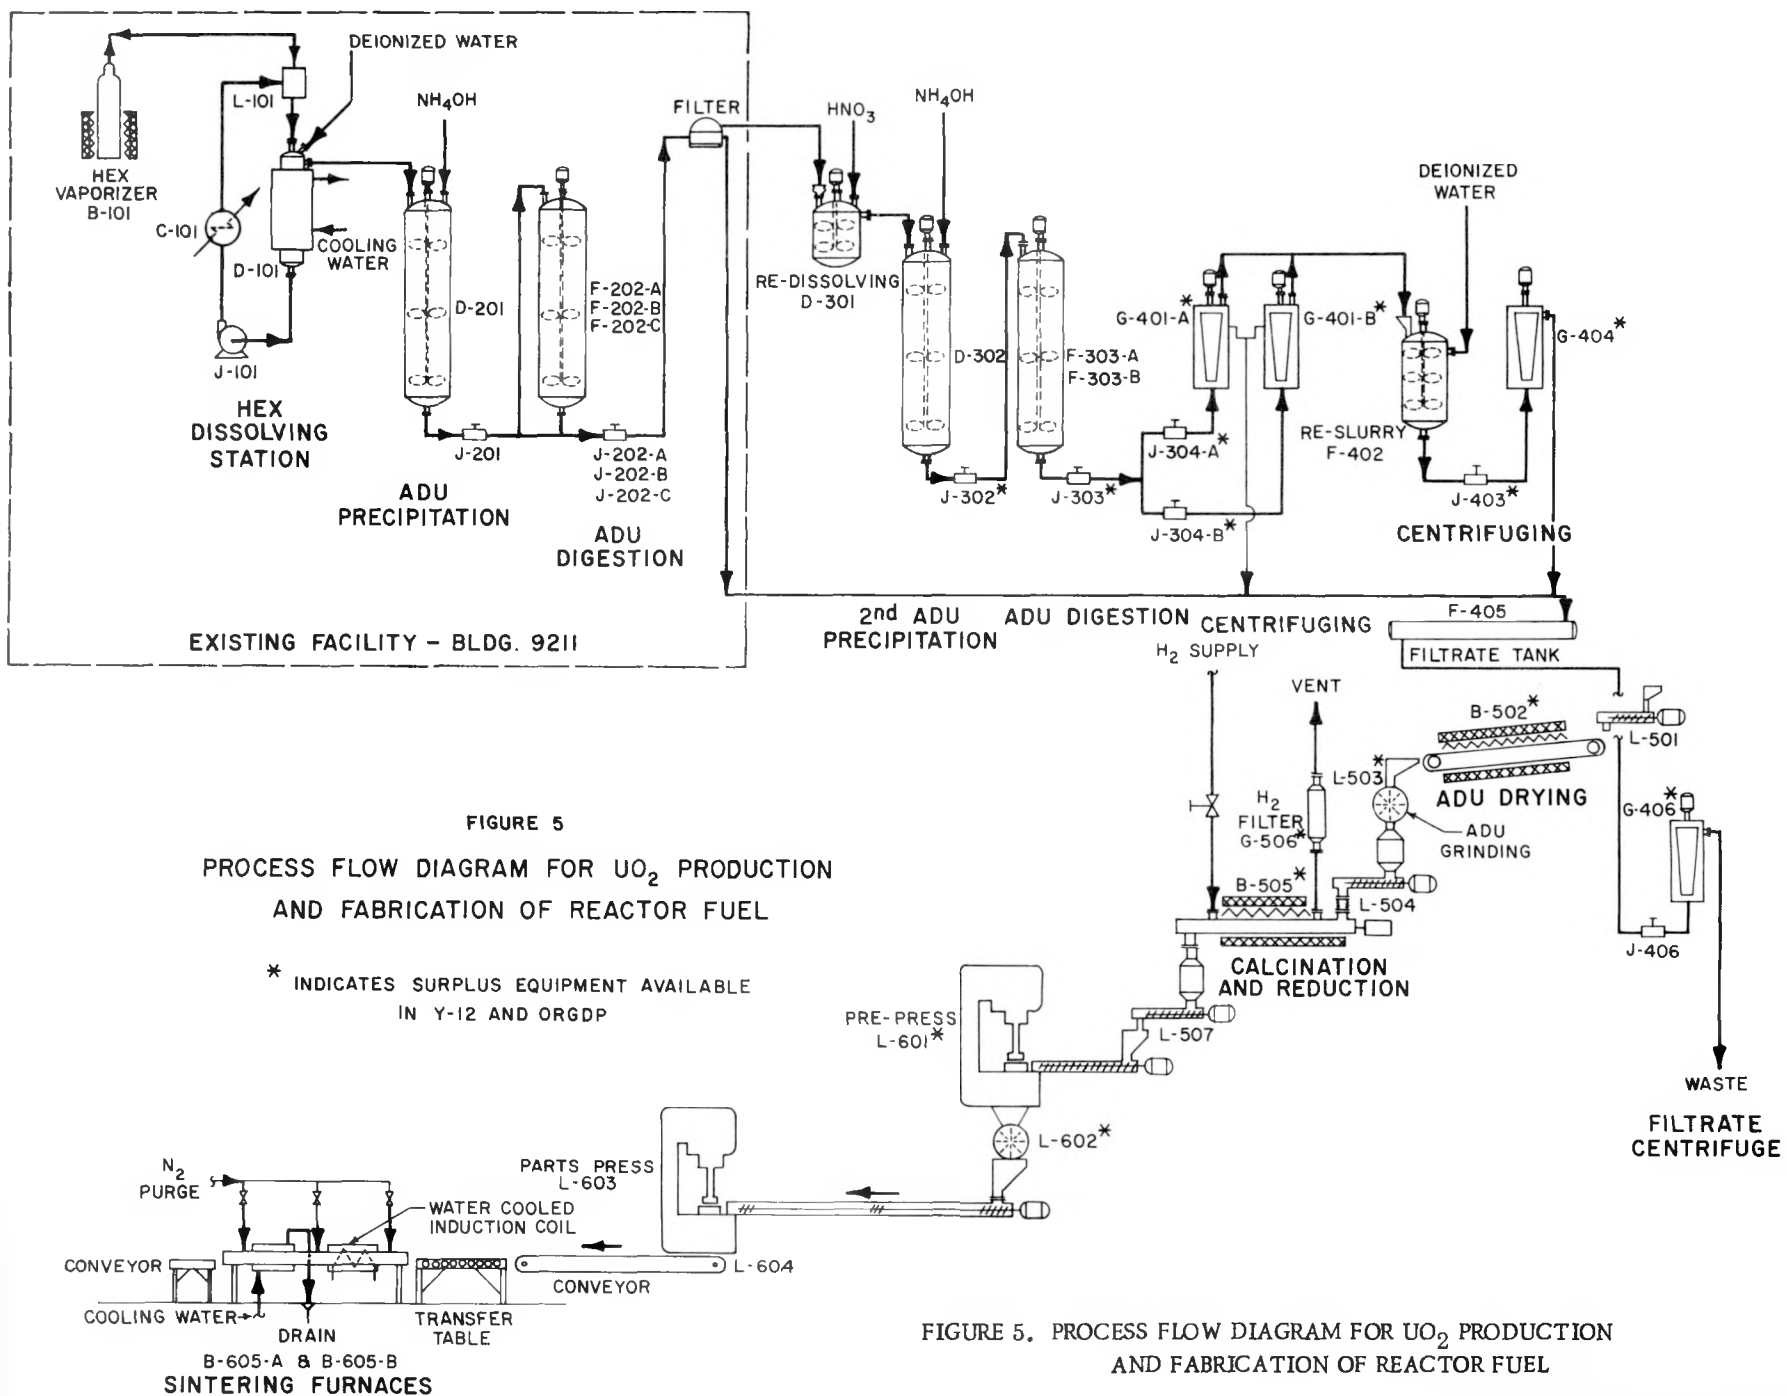 DEIONIZED WATER
L-101
HEX
VAPORIZER
B-101
C-101
COOLING
WATER
D-101
J-101
HEX
DISSOLVING
STATION
NH4OH
D-201
F-202-A
F-202-B
F-202-C
J-201
J-202-A
J-202-B
J-202-C
ADU
PRECIPITATION
ADU
DIGESTION
FILTER
EXISTING FACILITY – BLDG. 9211
HNO3
NH4OH
RE-DISSOLVING
D-301
D-302
F-303-A
F-303-B
J-302*
J-303*
J-304-A*
J-304-B*
G-401-A*
G-401-B*
DEIONIZED
WATER
G-404*
RE-SLURRY
F-402
J-403*
CENTRIFUGING
2nd ADU
PRECIPITATION
ADU DIGESTION
CENTRIFUGING
F-405
FILTRATE TANK
H2 SUPPLY
VENT
B-502*
L-501
L-503*
ADU DRYING
H2
FILTER
G-506*
ADU
GRINDING
G-406*
B-505*
L-504
J-406
CALCINATION
AND REDUCTION
L-507
WASTE
FILTRATE
CENTRIFUGE
FIGURE 5
PROCESS FLOW DIAGRAM FOR UO2 PRODUCTION
AND FABRICATION OF REACTOR FUEL
* INDICATES SURPLUS EQUIPMENT AVAILABLE
IN Y-12 AND ORGDP
PRE-PRESS
L-601*
L-602*
PARTS PRESS
L-603
N2
PURGE
WATER COOLED
INDUCTION COIL
CONVEYOR
L-604
CONVEYOR
COOLING WATER
DRAIN
TRANSFER
TABLE
B-605-A & B-605-B
SINTERING FURNACES
FIGURE 5. PROCESS FLOW DIAGRAM FOR UO2 PRODUCTION
AND FABRICATION OF REACTOR FUEL